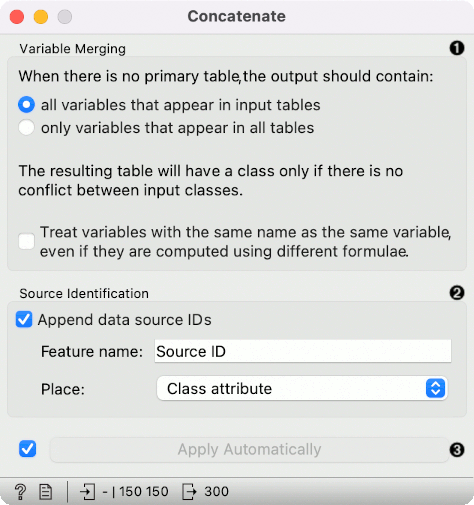 Concatenate
Variable Merging ❶
When there is no primary table,the output should contain:
all variables that appear in input tables
only variables that appear in all tables
The resulting table will have a class only if there is no
conflict between input classes.
Treat variables with the same name as the same variable,
even if they are computed using different formulae.
Source Identification ❷
Append data source IDs
Feature name: Source ID
Place: Class attribute
Apply Automatically ❸
? - | 150 150 300